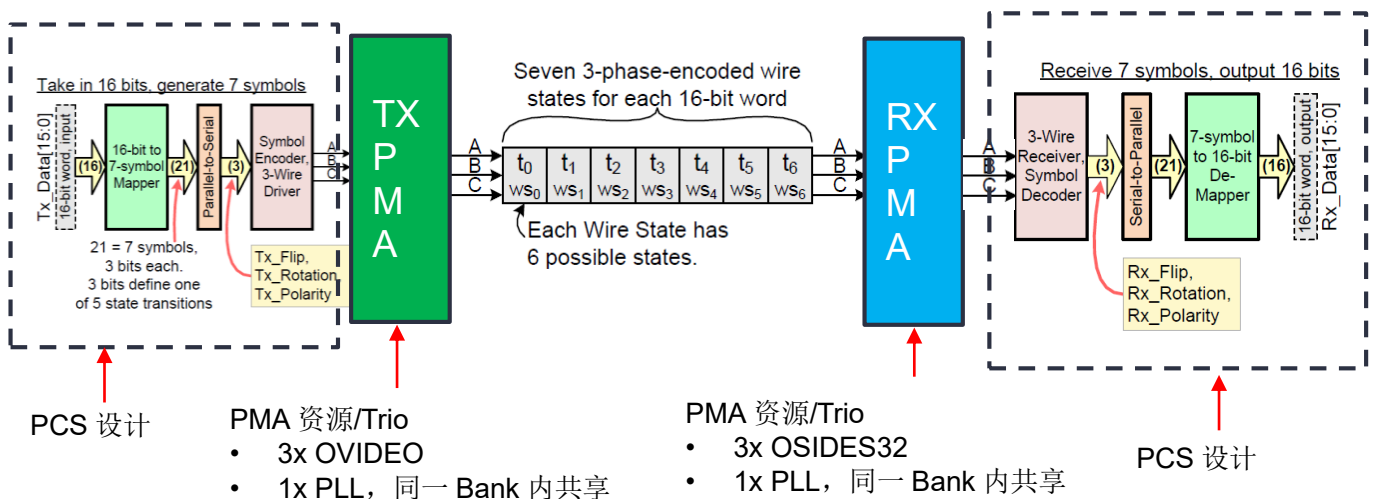 Take in 16 bits, generate 7 symbols
Tx_Data[15:0]
16-bit word, input
(16)
16-bit to
7-symbol
Mapper
(21)
Parallel-to-Serial
(3)
Symbol
Encoder,
3-Wire
Driver
A
B
C
21 = 7 symbols,
3 bits each.
3 bits define one
of 5 state transitions
Tx_Flip,
Tx_Rotation,
Tx_Polarity
TX
P
M
A
A
B
C
Seven 3-phase-encoded wire
states for each 16-bit word
t0 t1 t2 t3 t4 t5 t6
ws0 ws1 ws2 ws3 ws4 ws5 ws6
Each Wire State has
6 possible states.
A
B
C
RX
P
M
A
Receive 7 symbols, output 16 bits
A
B
C
3-Wire
Receiver,
Symbol
Decoder
(3)
Serial-to-Parallel
(21)
7-symbol
to 16-bit
De-
Mapper
(16)
16-bit word, output
Rx_Data[15:0]
Rx_Flip,
Rx_Rotation,
Rx_Polarity
PCS 设计
PMA 资源/Trio
• 3x OVIDEO
• 1x PLL，同一 Bank 内共享
PMA 资源/Trio
• 3x OSIDES32
• 1x PLL，同一 Bank 内共享
PCS 设计